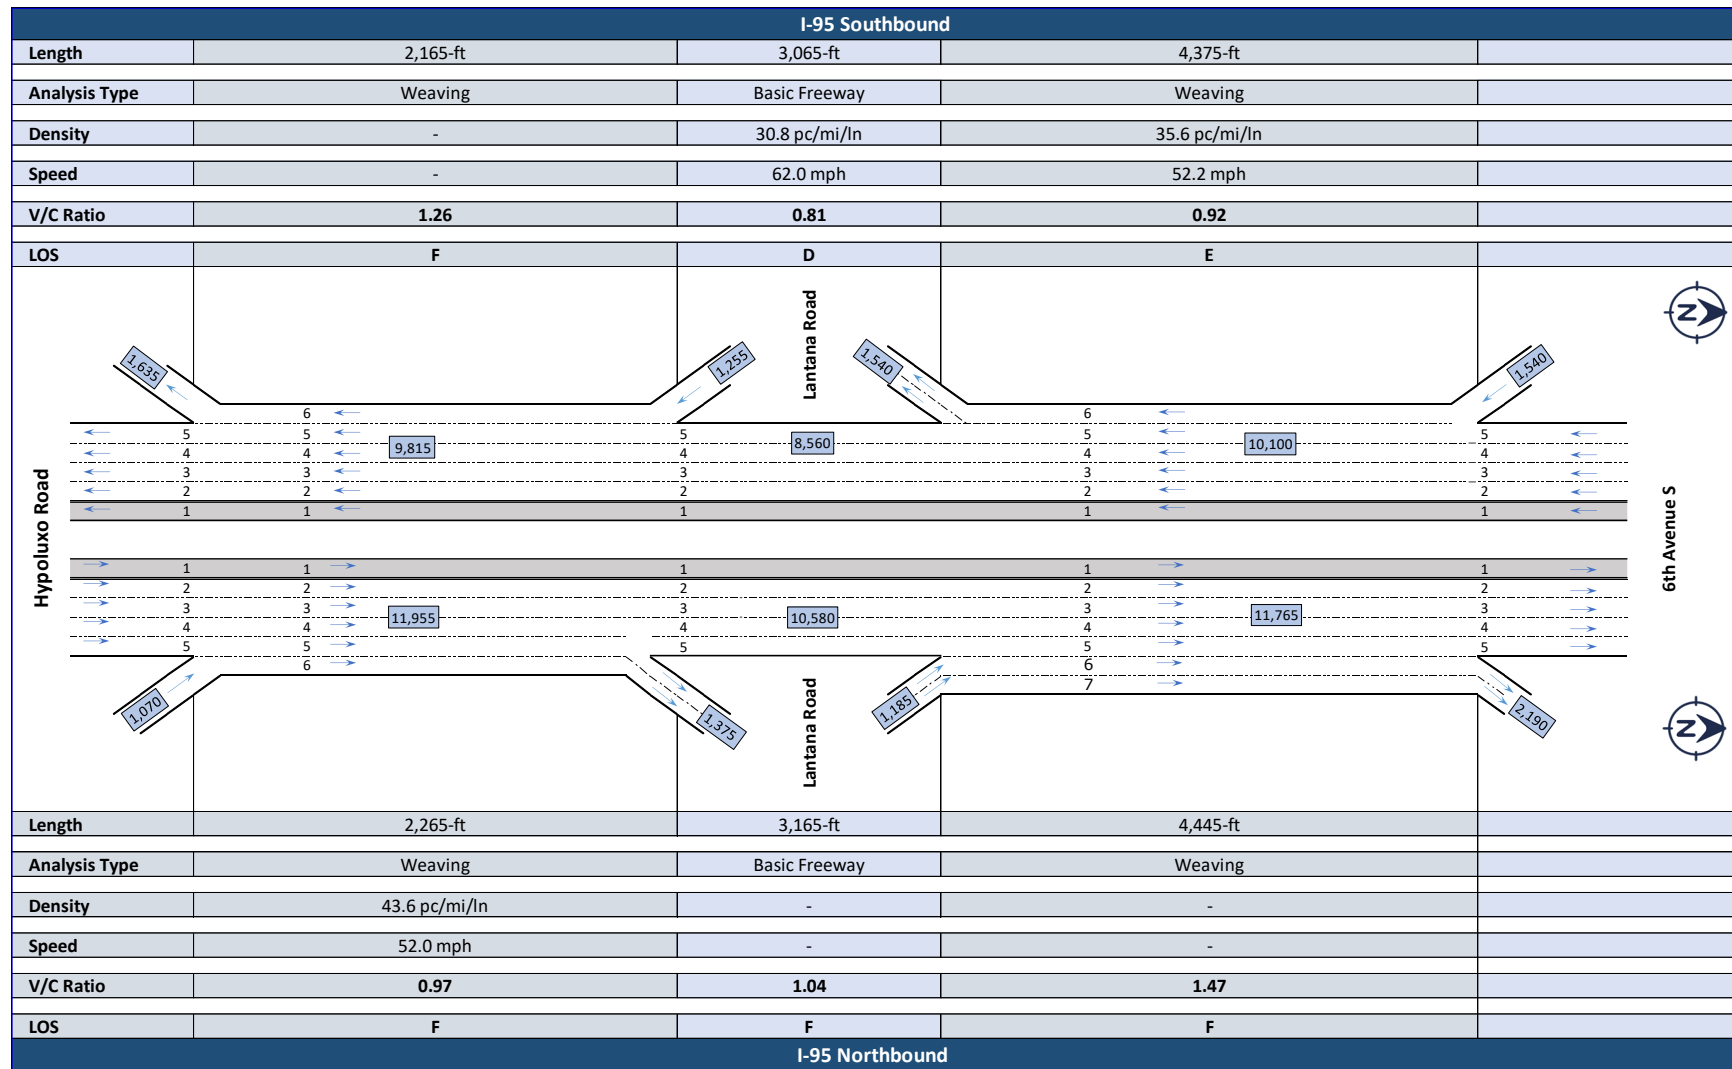 I-95 Southbound
Length 2,165-ft 3,065-ft 4,375-ft
Analysis Type Weaving Basic Freeway Weaving
Density - 30.8 pc/mi/ln 35.6 pc/mi/ln
Speed - 62.0 mph 52.2 mph
V/C Ratio 1.26 0.81 0.92
LOS F D E
Lantana Road
N
1,635 1,255 1,540 1,540
6 6
5 5 5 5 5
9,815 8,560 10,100
4 4 4 4 4
3 3 3 3 3
2 2 2 2 2
1 1 1 1 1
Hypoluxo Road
6th Avenue S
1 1 1 1 1
2 2 2 2 2
3 3 3 3 3
11,955 10,580 11,765
4 4 4 4 4
5 5 5 5 5
6 6
7
1,070 1,375 1,185 2,190
Lantana Road
N
Length 2,265-ft 3,165-ft 4,445-ft
Analysis Type Weaving Basic Freeway Weaving
Density 43.6 pc/mi/ln - -
Speed 52.0 mph - -
V/C Ratio 0.97 1.04 1.47
LOS F F F
I-95 Northbound